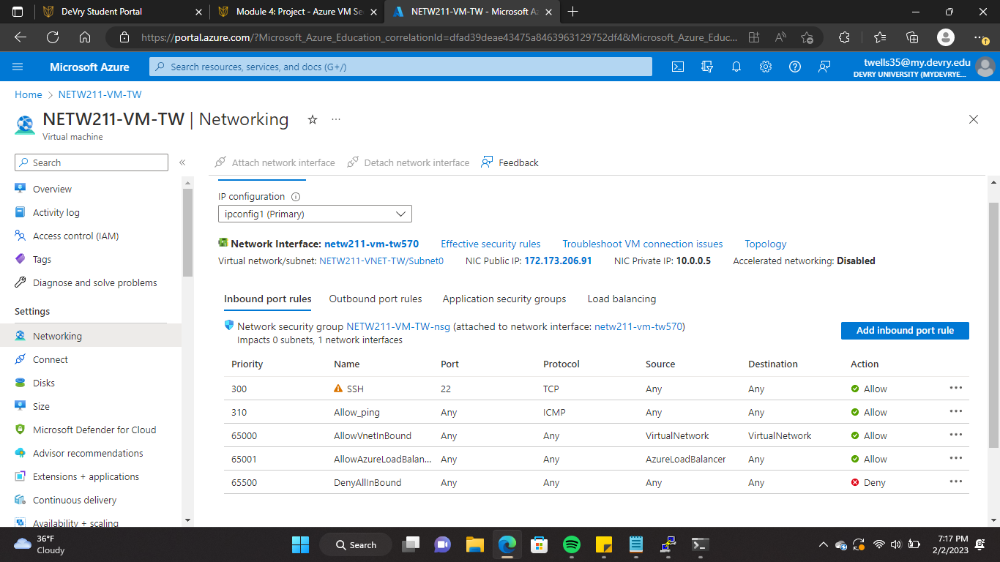 DeVry Student Portal
Module 4: Project - Azure VM Se
NETW211-VM-TW - Microsoft Az
https://portal.azure.com/?Microsoft_Azure_Education_correlationId=dfad39deae43475a8463963129752df4&Microsoft_Azure_Educ...
Microsoft Azure
Search resources, services, and docs (G+/)
twells35@my.devry.edu
DEVRY UNIVERSITY (MYDEVRYE...
Home > NETW211-VM-TW
NETW211-VM-TW | Networking
Virtual machine
Search
Attach network interface Detach network interface Feedback
Overview
Activity log
Access control (IAM)
Tags
Diagnose and solve problems
Settings
Networking
Connect
Disks
Size
Microsoft Defender for Cloud
Advisor recommendations
Extensions + applications
Continuous delivery
Availability + scaling
IP configuration
ipconfig1 (Primary)
Network Interface: netw211-vm-tw570 Effective security rules Troubleshoot VM connection issues Topology
Virtual network/subnet: NETW211-VNET-TW/Subnet0 NIC Public IP: 172.173.206.91 NIC Private IP: 10.0.0.5 Accelerated networking: Disabled
Inbound port rules Outbound port rules Application security groups Load balancing
Network security group NETW211-VM-TW-nsg (attached to network interface: netw211-vm-tw570)
Impacts 0 subnets, 1 network interfaces
Add inbound port rule
Priority Name Port Protocol Source Destination Action
300 SSH 22 TCP Any Any Allow
310 Allow_ping Any ICMP Any Any Allow
65000 AllowVnetInBound Any Any VirtualNetwork VirtualNetwork Allow
65001 AllowAzureLoadBalan... Any Any AzureLoadBalancer Any Allow
65500 DenyAllInBound Any Any Any Any Deny
36°F
Cloudy
Search
7:17 PM
2/2/2023